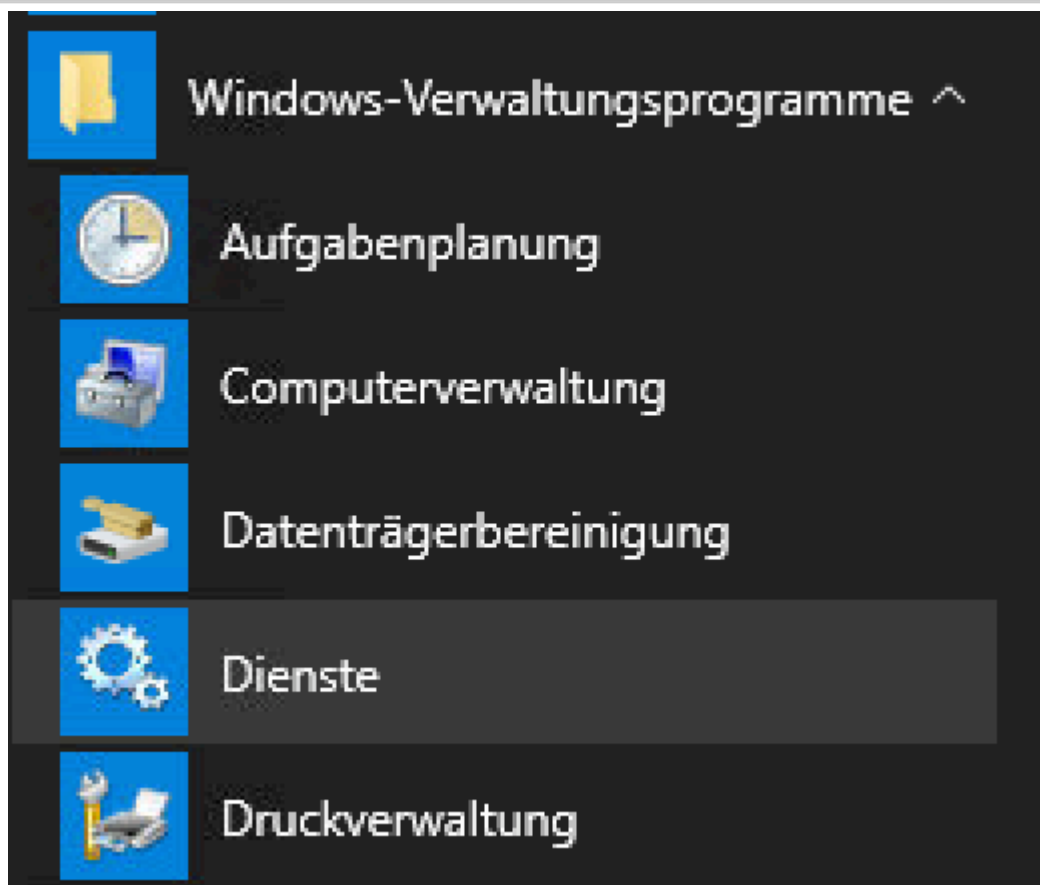 Windows-Verwaltungsprogramme
Aufgabenplanung
Computerverwaltung
Datenträgerbereinigung
Dienste
Druckverwaltung